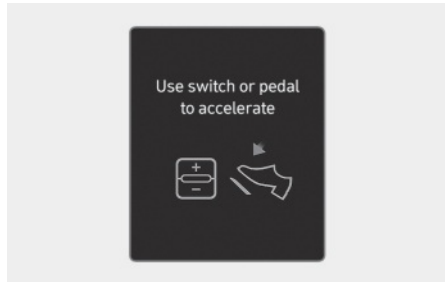 Use switch or pedal
to accelerate
+
−